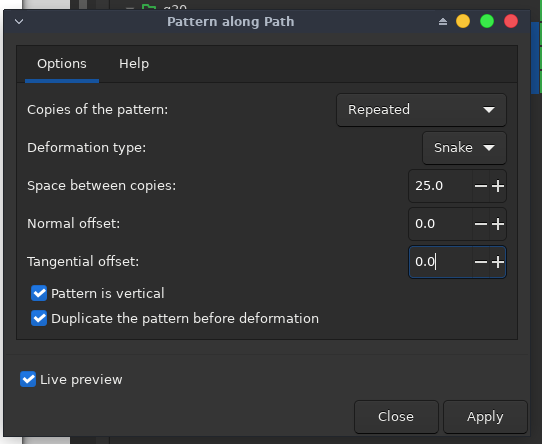 Pattern along Path
Options Help
Copies of the pattern: Repeated
Deformation type: Snake
Space between copies: 25.0
Normal offset: 0.0
Tangential offset: 0.0
Pattern is vertical
Duplicate the pattern before deformation
Live preview
Close Apply